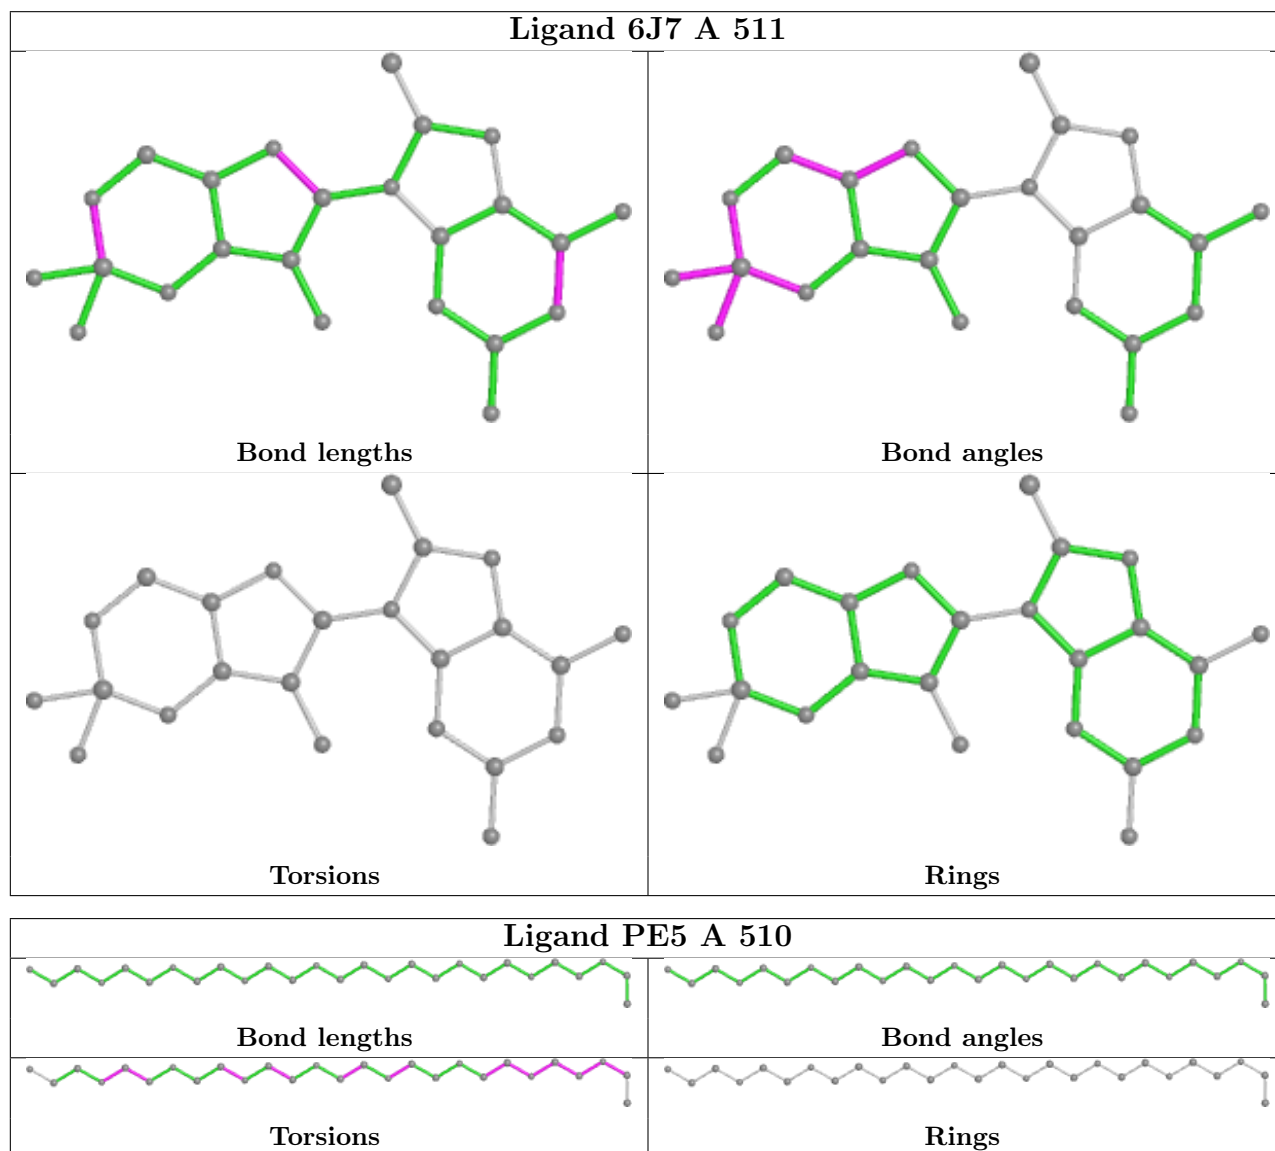 Ligand 6J7 A 511
Bond lengths
Bond angles
Torsions
Rings
Ligand PE5 A 510
Bond lengths
Bond angles
Torsions
Rings